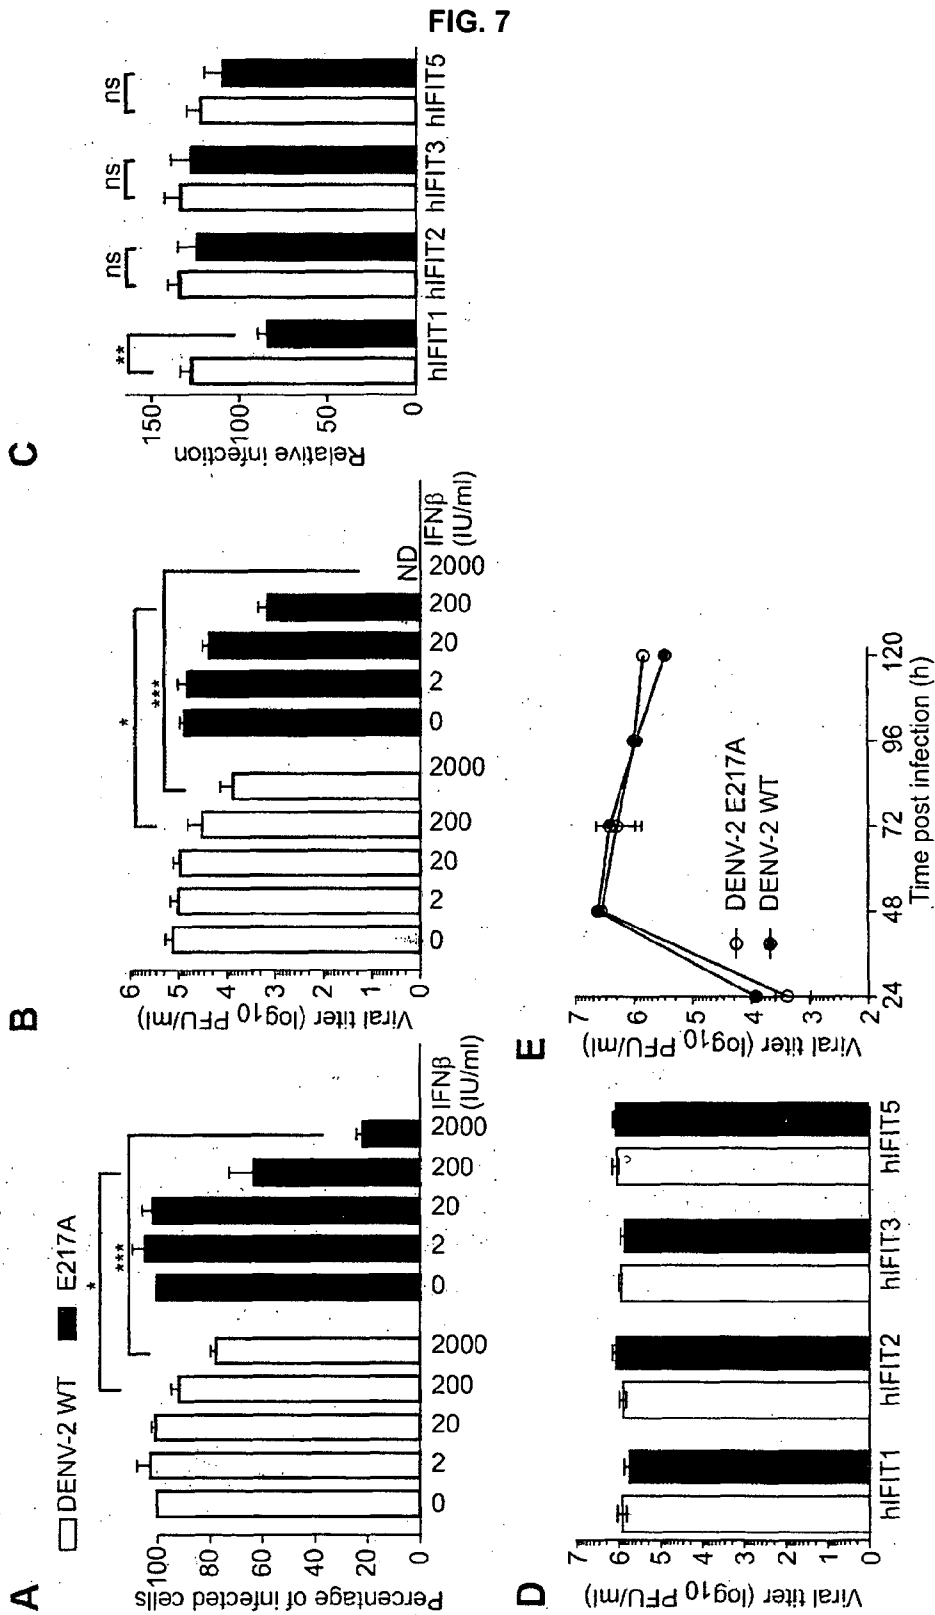 FIG. 7
DENV-2 WT
E217A
A
Percentage of infected cells
100
80
60
40
20
0
0 2 20 200 2000 0 2 20 200 2000
IFNβ
(IU/ml)
*
***
B
Viral titer (log10 PFU/ml)
6
5
4
3
2
1
0
0 2 20 200 2000 0 2 20 200 2000
IFNβ
(IU/ml)
*
***
ND
C
Relative infection
150
100
50
0
hIFIT1 hIFIT2 hIFIT3 hIFIT5
** ns ns ns
D
Viral titer (log10 PFU/ml)
7
6
5
4
3
2
1
0
hIFIT1 hIFIT2 hIFIT3 hIFIT5
E
Viral titer (log10 PFU/ml)
7
6
5
4
3
2
24 48 72 96 120
Time post infection (h)
DENV-2 E217A
DENV-2 WT